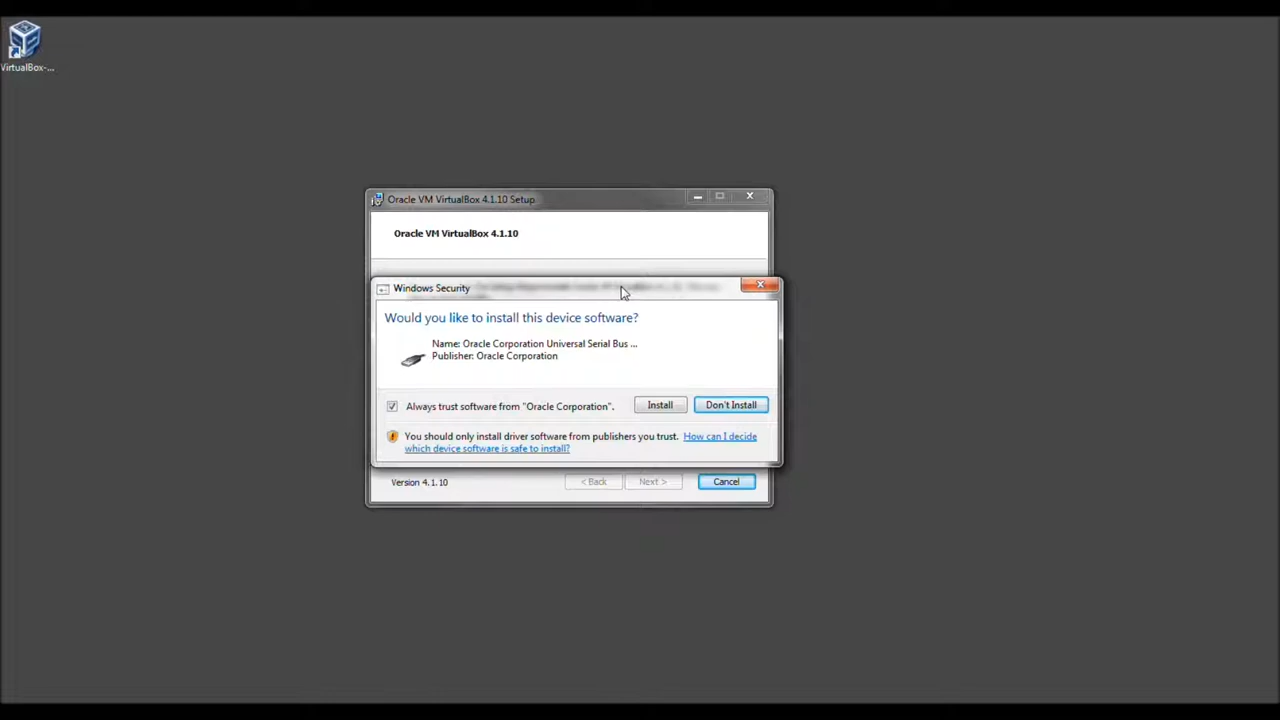 VirtualBox-...
Oracle VM VirtualBox 4.1.10 Setup
Oracle VM VirtualBox 4.1.10
Windows Security
Would you like to install this device software?
Name: Oracle Corporation Universal Serial Bus ...
Publisher: Oracle Corporation
Always trust software from "Oracle Corporation".
Install
Don't Install
You should only install driver software from publishers you trust. How can I decide
which device software is safe to install?
Version 4.1.10
< Back
Next >
Cancel